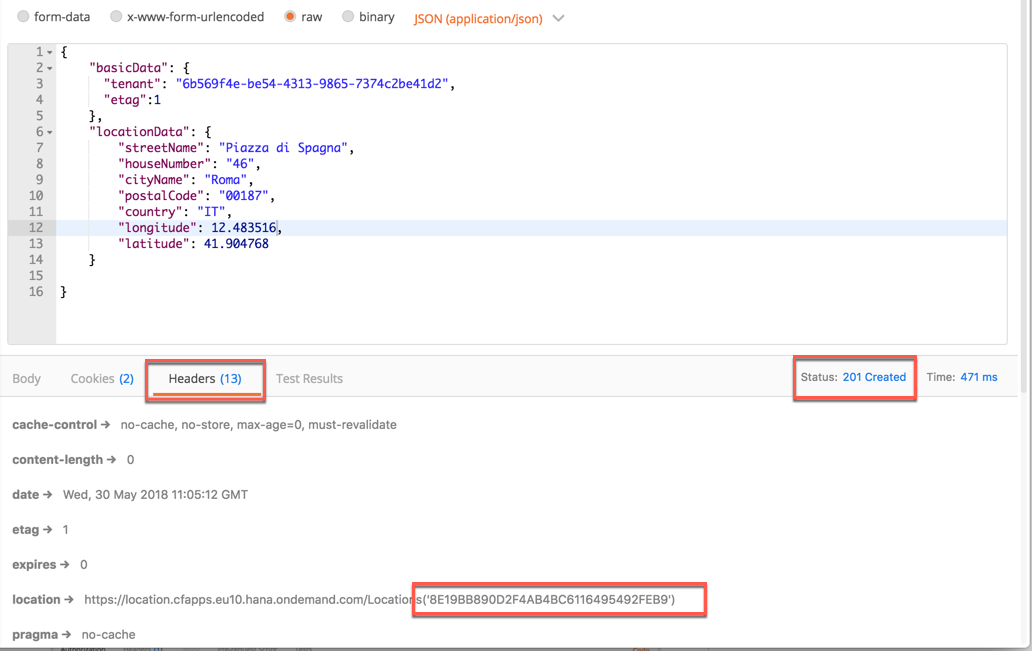 form-data x-www-form-urlencoded raw binary JSON (application/json)
1 {
2 "basicData": {
3 "tenant": "6b569f4e-be54-4313-9865-7374c2be41d2",
4 "etag":1
5 },
6 "locationData": {
7 "streetName": "Piazza di Spagna",
8 "houseNumber": "46",
9 "cityName": "Roma",
10 "postalCode": "00187",
11 "country": "IT",
12 "longitude": 12.483516,
13 "latitude": 41.904768
14 }
15
16 }
Body Cookies (2) Headers (13) Test Results Status: 201 Created Time: 471 ms
cache-control → no-cache, no-store, max-age=0, must-revalidate
content-length → 0
date → Wed, 30 May 2018 11:05:12 GMT
etag → 1
expires → 0
location → https://location.cfapps.eu10.hana.ondemand.com/Locations('8E19BB890D2F4AB4BC6116495492FEB9')
pragma → no-cache